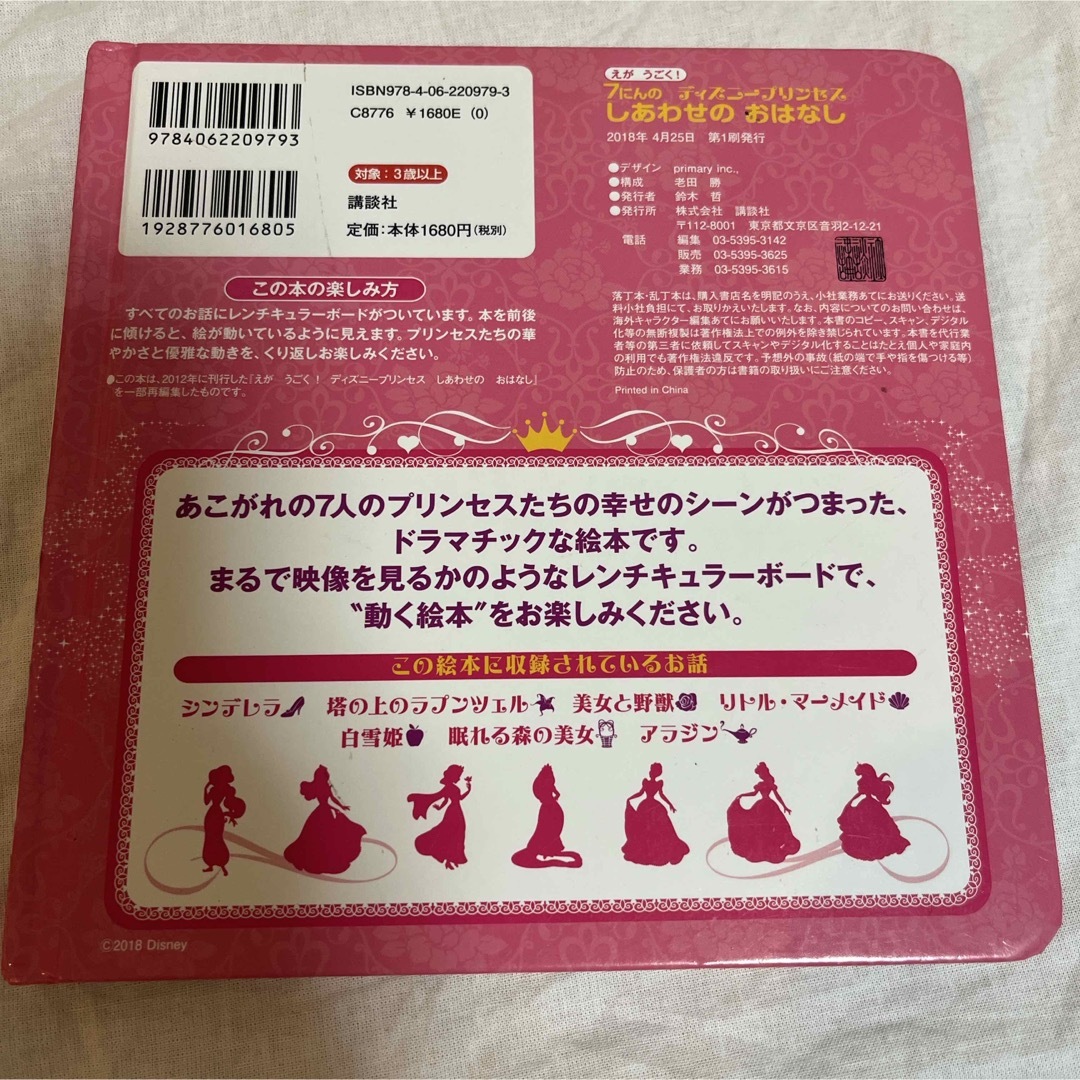 ISBN978-4-06-220979-3
C8776 ¥1680E (0)
9784062209793
対象：3歳以上
講談社
1928776016805
定価：本体1680円(税別)
えが うごく！
7にんの ディズニープリンセス
しあわせの おはなし
2018年 4月25日 第1刷発行
●デザイン primary inc.,
●構成 老田 勝
●発行者 鈴木 哲
●発行所 株式会社 講談社
〒112-8001 東京都文京区音羽2-12-21
電話 編集 03-5395-3142
販売 03-5395-3625
業務 03-5395-3615
落丁本・乱丁本は、購入書店名を明記のうえ、小社業務あてにお送りください。送
料小社負担にて、お取りかえいたします。なお、内容についてのお問い合わせは、
海外キャラクター編集あてにお願いいたします。本書のコピー、スキャン、デジタル
化等の無断複製は著作権法上での例外を除き禁じられています。本書を代行業
者等の第三者に依頼してスキャンやデジタル化することはたとえ個人や家庭内
の利用でも著作権法違反です。予想外の事故(紙の端で手や指を傷つける等)
防止のため、保護者の方は書籍の取り扱いにご注意ください。
Printed in China
この本の楽しみ方
すべてのお話にレンチキュラーボードがついています。本を前後
に傾けると、絵が動いているように見えます。プリンセスたちの華
やかさと優雅な動きを、くり返しお楽しみください。
●この本は、2012年に刊行した『えが うごく！ ディズニープリンセス しあわせの おはなし』
を一部再編集したものです。
あこがれの7人のプリンセスたちの幸せのシーンがつまった、
ドラマチックな絵本です。
まるで映像を見るかのようなレンチキュラーボードで、
〝動く絵本〟をお楽しみください。
この絵本に収録されているお話
シンデレラ 塔の上のラプンツェル 美女と野獣 リトル・マーメイド
白雪姫 眠れる森の美女 アラジン
©2018 Disney